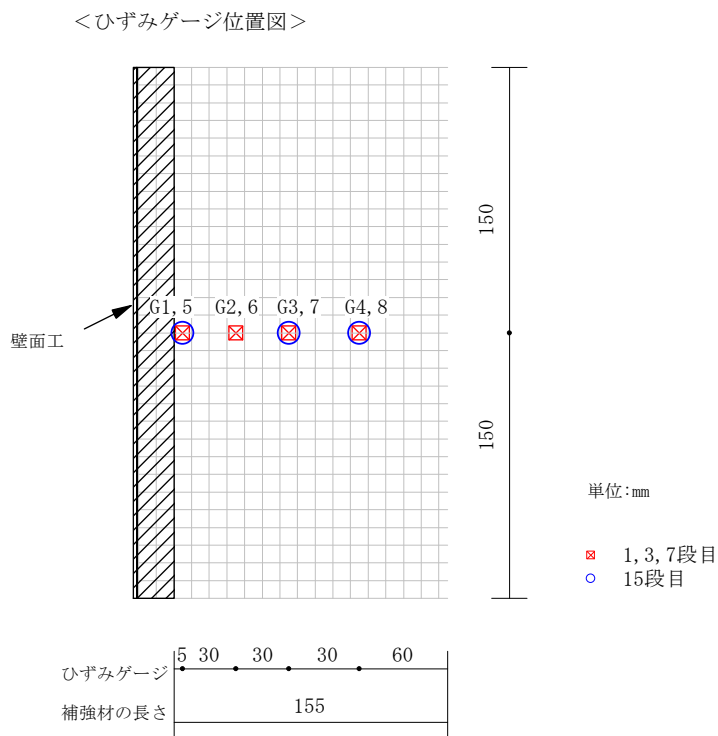 <ひずみゲージ位置図>
150
G1,5 G2,6 G3,7 G4,8
壁面工
150
単位:mm
1,3,7段目
15段目
5 30 30 30 60
ひずみゲージ
補強材の長さ 155